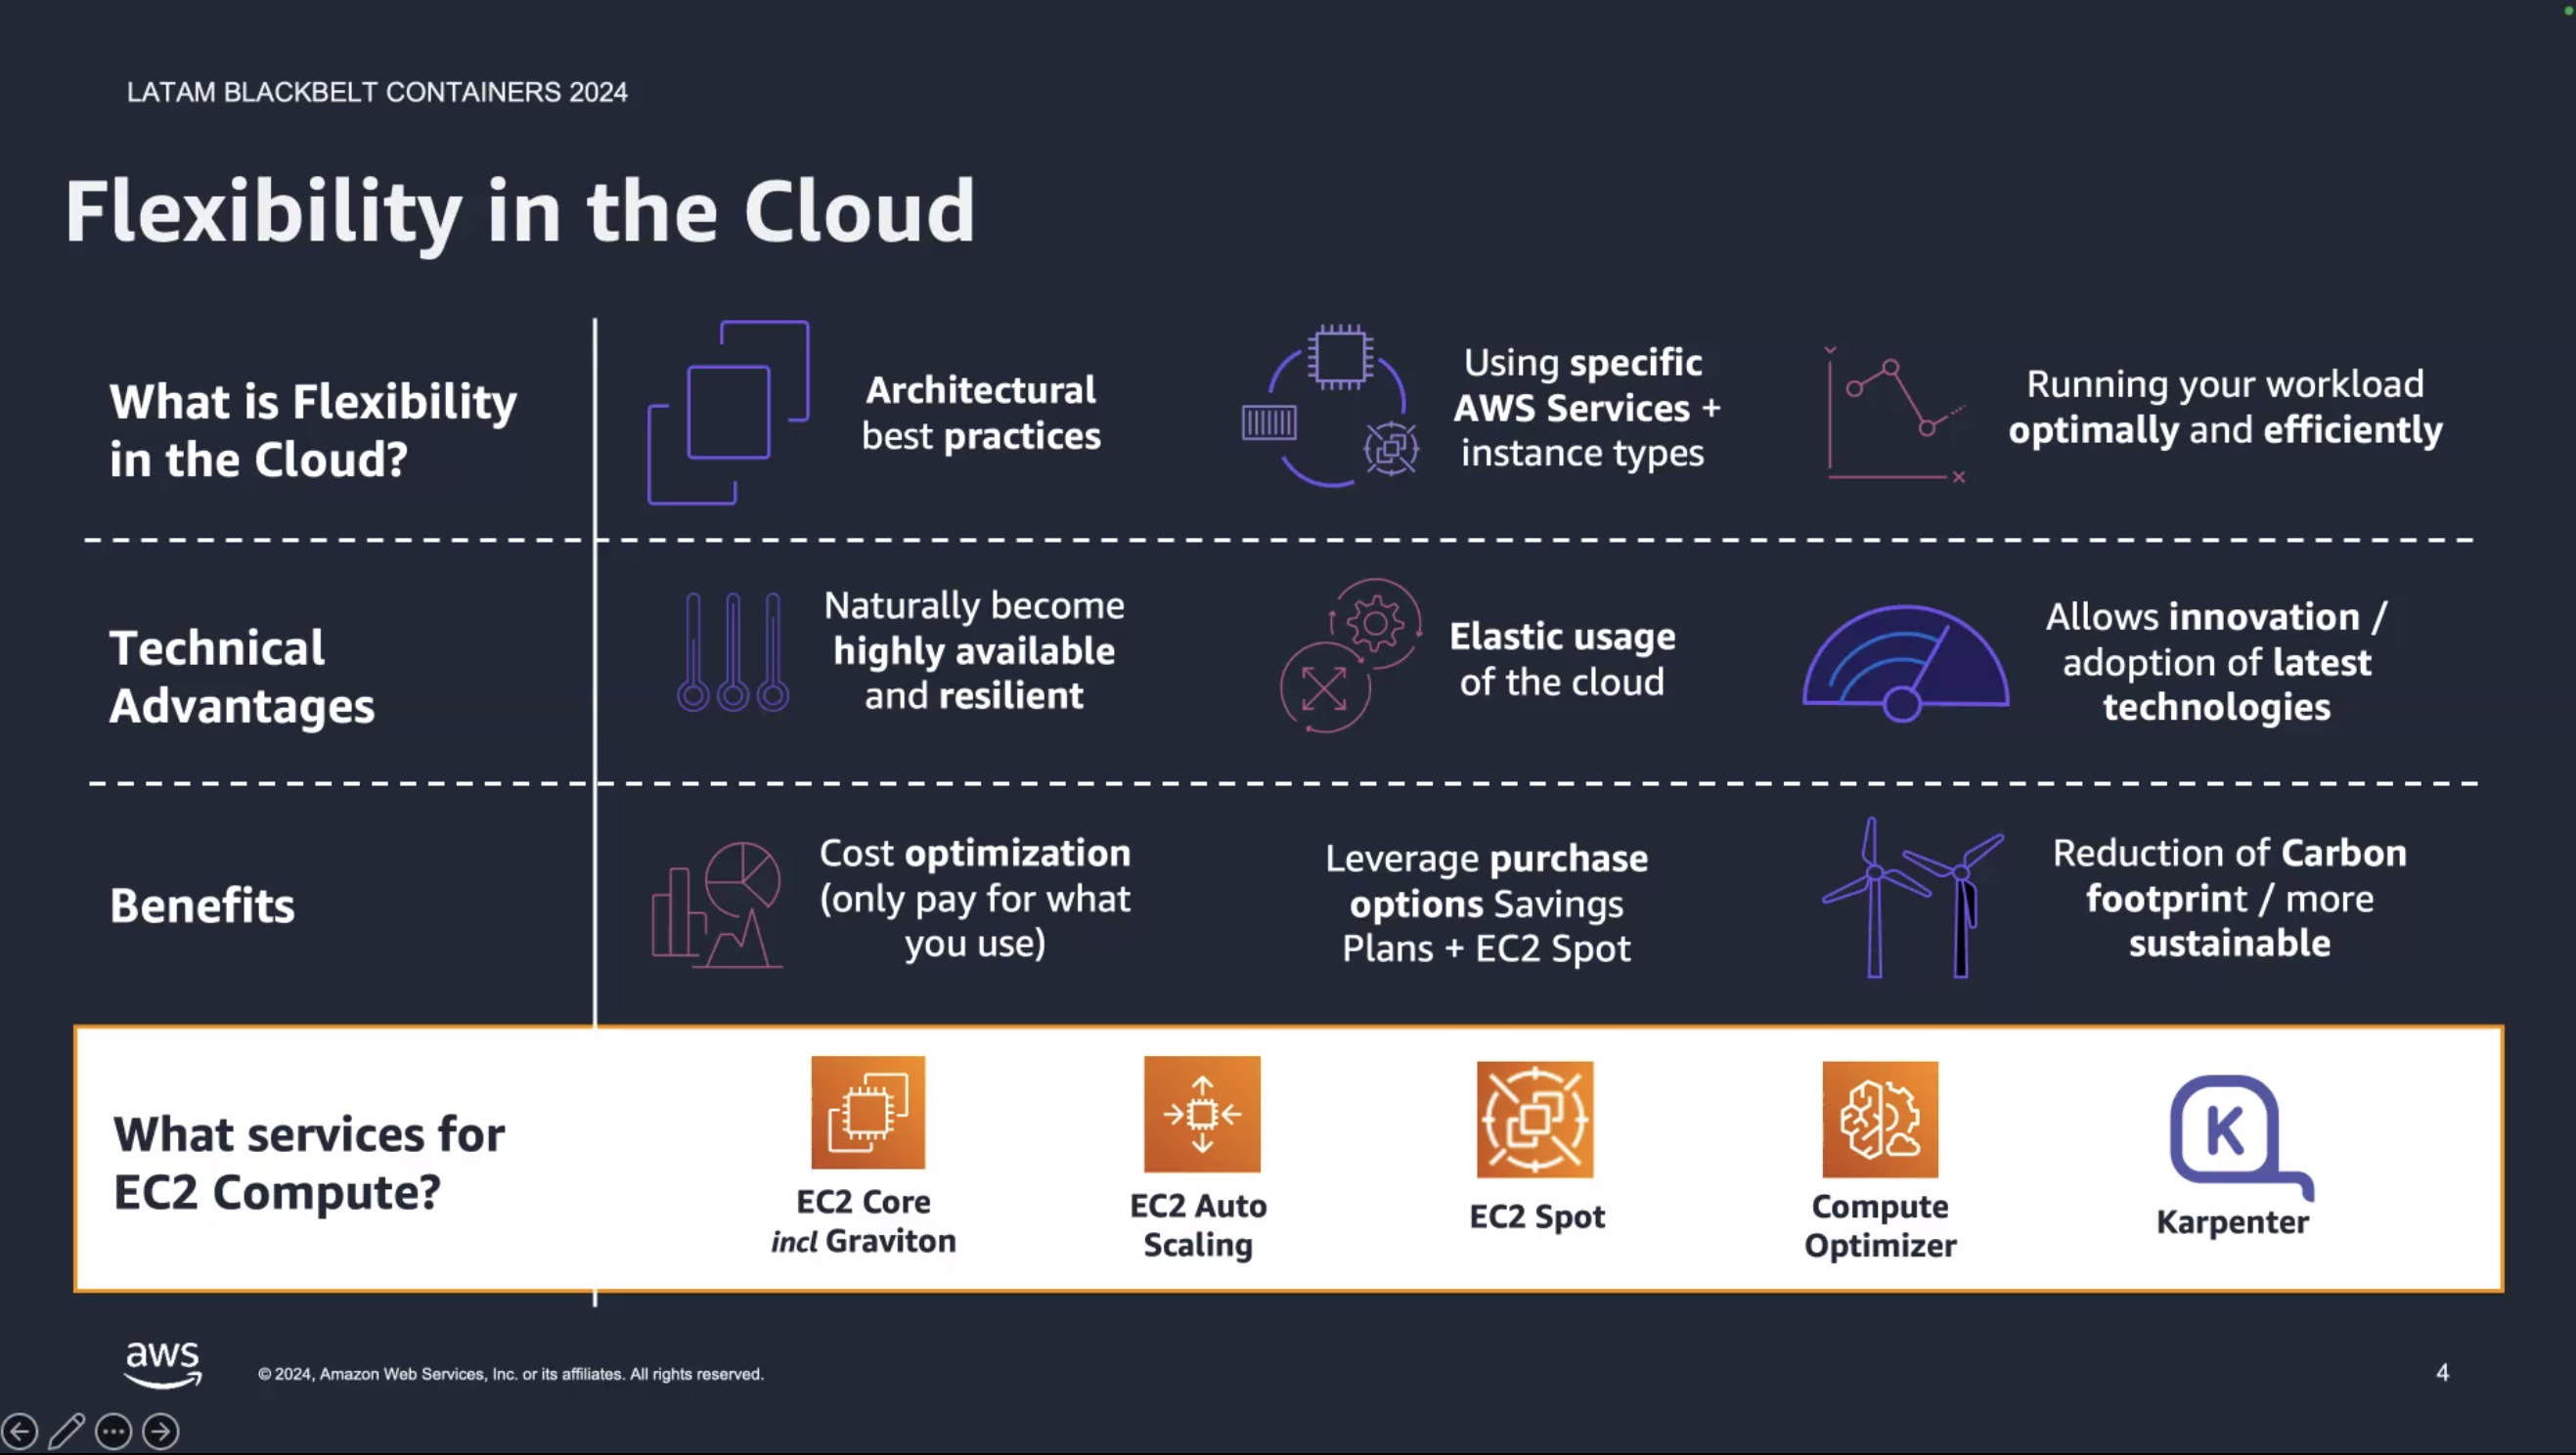 LATAM BLACKBELT CONTAINERS 2024
Flexibility in the Cloud
What is Flexibility
in the Cloud?
Architectural
best practices
Using specific
AWS Services +
instance types
Running your workload
optimally and efficiently
Technical
Advantages
Naturally become
highly available
and resilient
Elastic usage
of the cloud
Allows innovation /
adoption of latest
technologies
Benefits
Cost optimization
(only pay for what
you use)
Leverage purchase
options Savings
Plans + EC2 Spot
Reduction of Carbon
footprint / more
sustainable
What services for
EC2 Compute?
EC2 Core
incl Graviton
EC2 Auto
Scaling
EC2 Spot
Compute
Optimizer
K
Karpenter
aws
© 2024, Amazon Web Services, Inc. or its affiliates. All rights reserved.
4